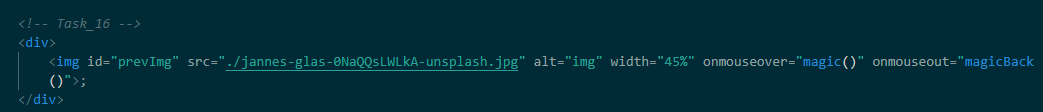 <!-- Task_16 -->
<div>
<img id="prevImg" src="./jannes-glas-0NaQQsLWLkA-unsplash.jpg" alt="img" width="45%" onmouseover="magic()" onmouseout="magicBack
()">;
</div>